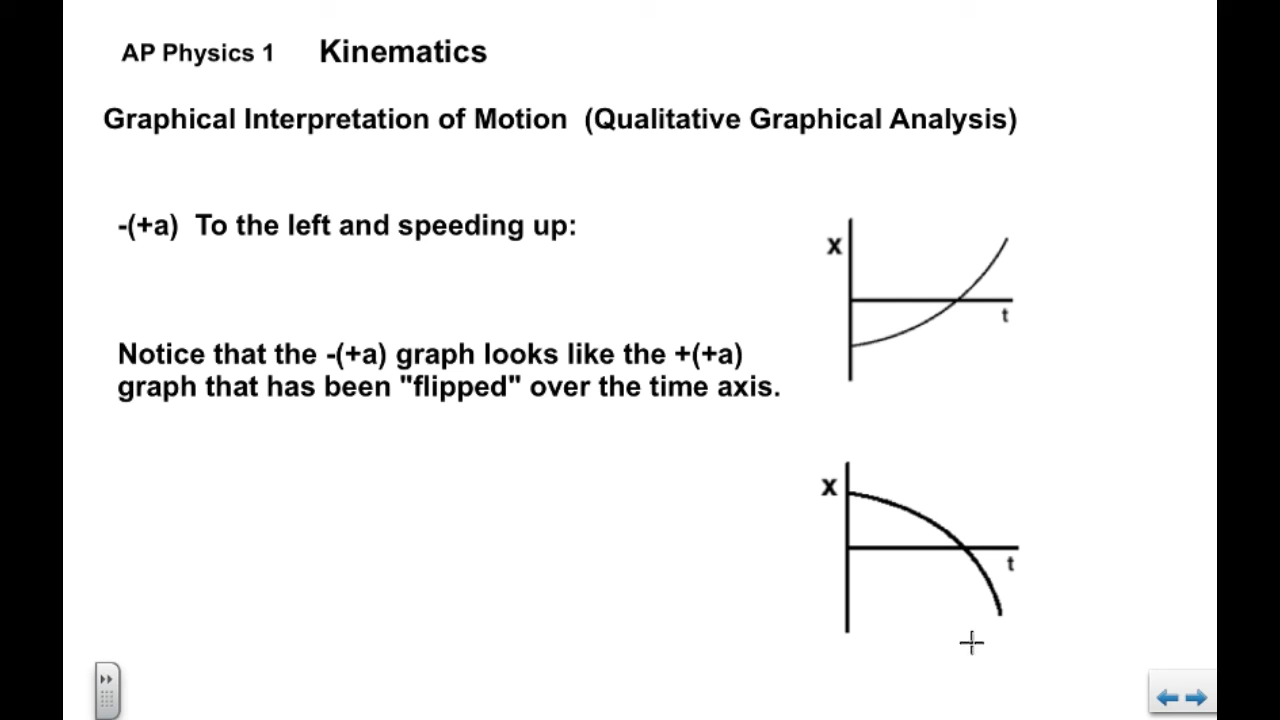 AP Physics 1 Kinematics
Graphical Interpretation of Motion (Qualitative Graphical Analysis)
-(+a) To the left and speeding up:
x
t
Notice that the -(+a) graph looks like the +(+a)
graph that has been "flipped" over the time axis.
x
t